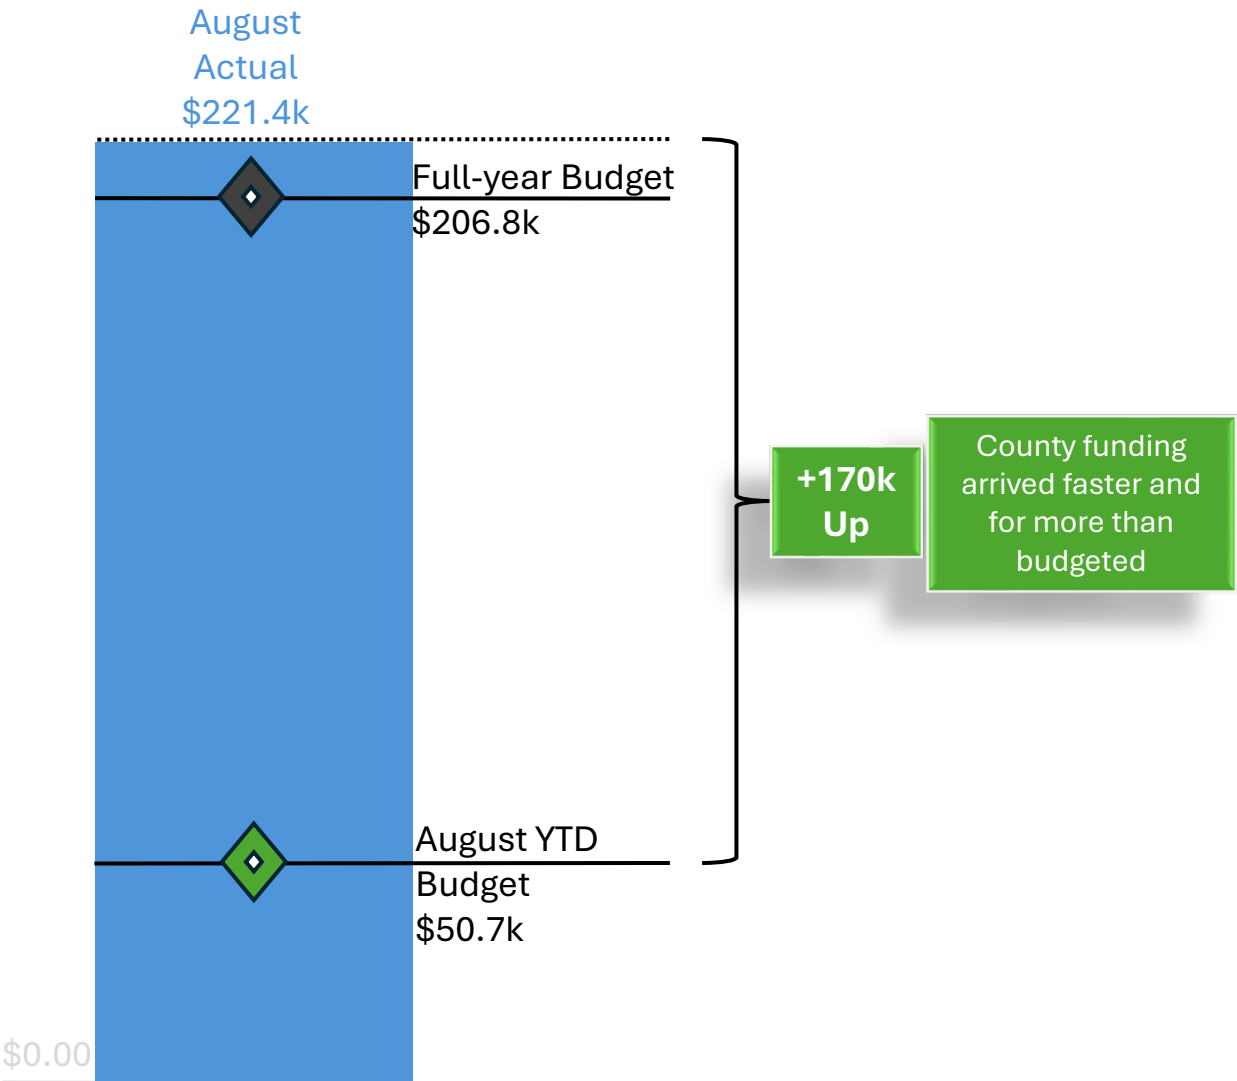 August
Actual
$221.4k
Full-year Budget
$206.8k
+170k
Up
County funding
arrived faster and
for more than
budgeted
August YTD
Budget
$50.7k
$0.00